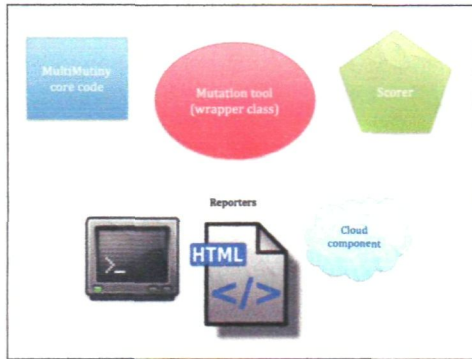 MultiMutiny
core code
Mutation tool
(wrapper class)
Scorer
Reporters
>_
HTML
</>
Cloud
component